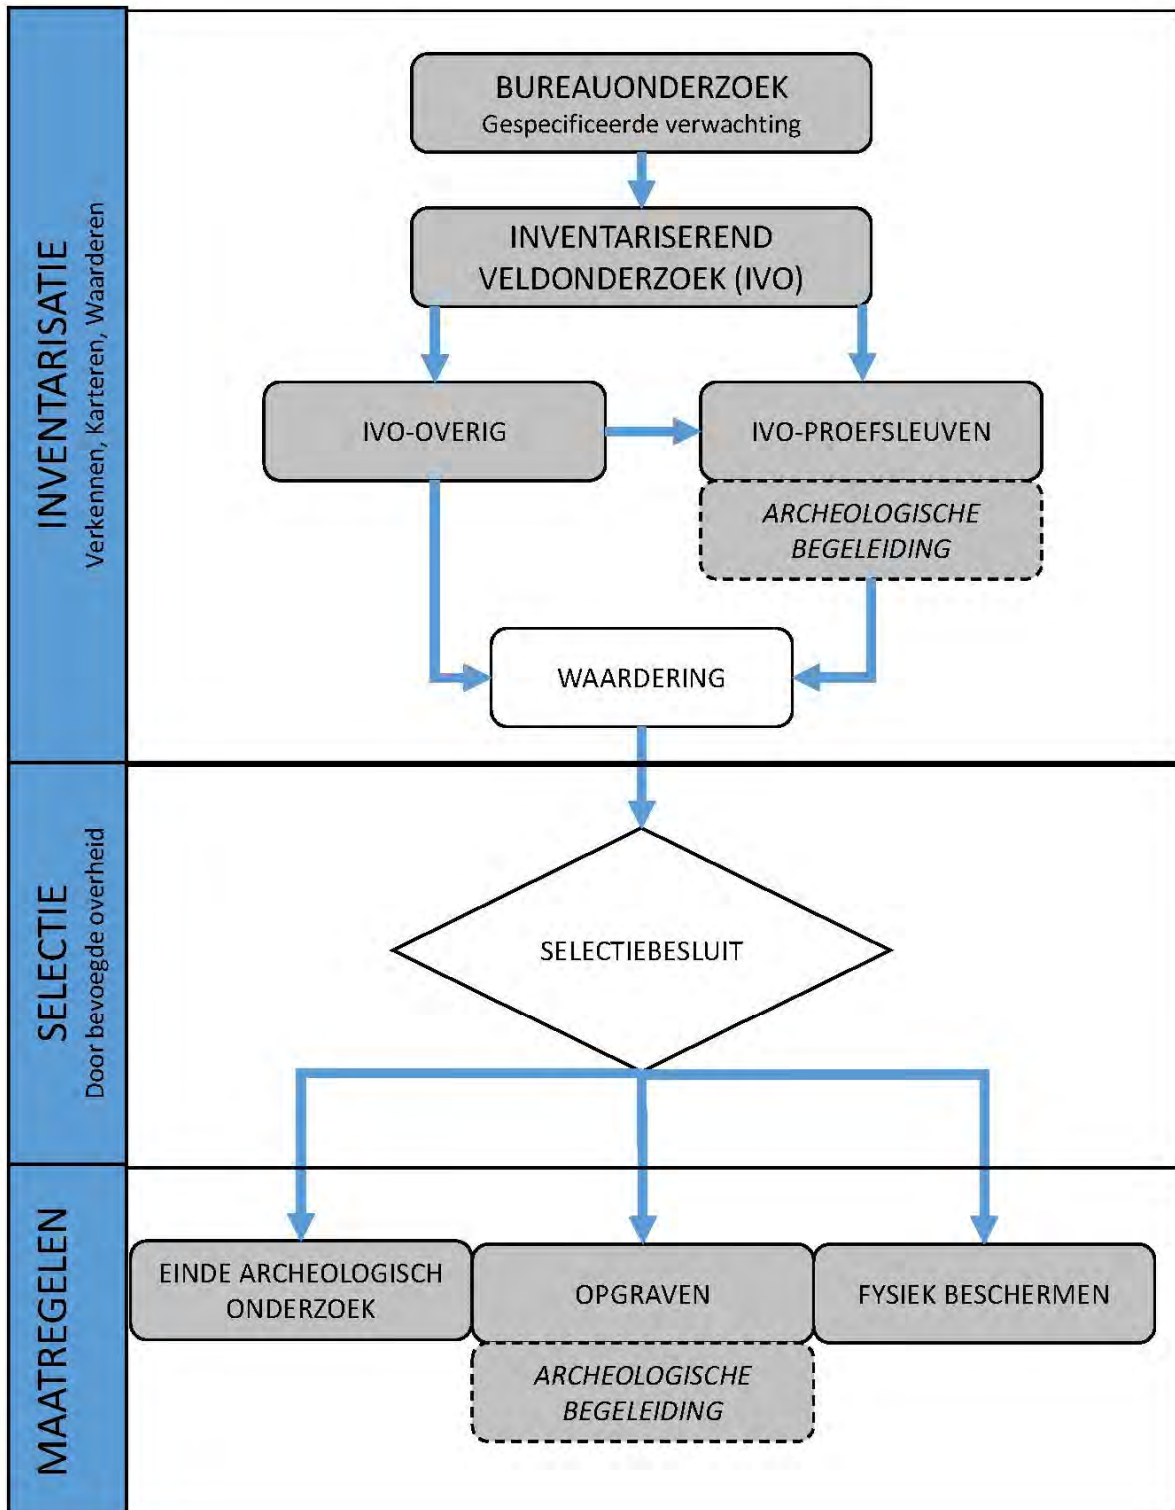 INVENTARISATIE
Verkennen, Karteren, Waarderen
BUREAUONDERZOEK
Gespecificeerde verwachting
INVENTARISEREND
VELDONDERZOEK (IVO)
IVO-OVERIG
IVO-PROEFSLEUVEN
ARCHEOLOGISCHE
BEGELEIDING
WAARDERING
SELECTIE
Door bevoegde overheid
SELECTIEBESLUIT
MAATREGELEN
EINDE ARCHEOLOGISCH
ONDERZOEK
OPGRAVEN
ARCHEOLOGISCHE
BEGELEIDING
FYSIEK BESCHERMEN